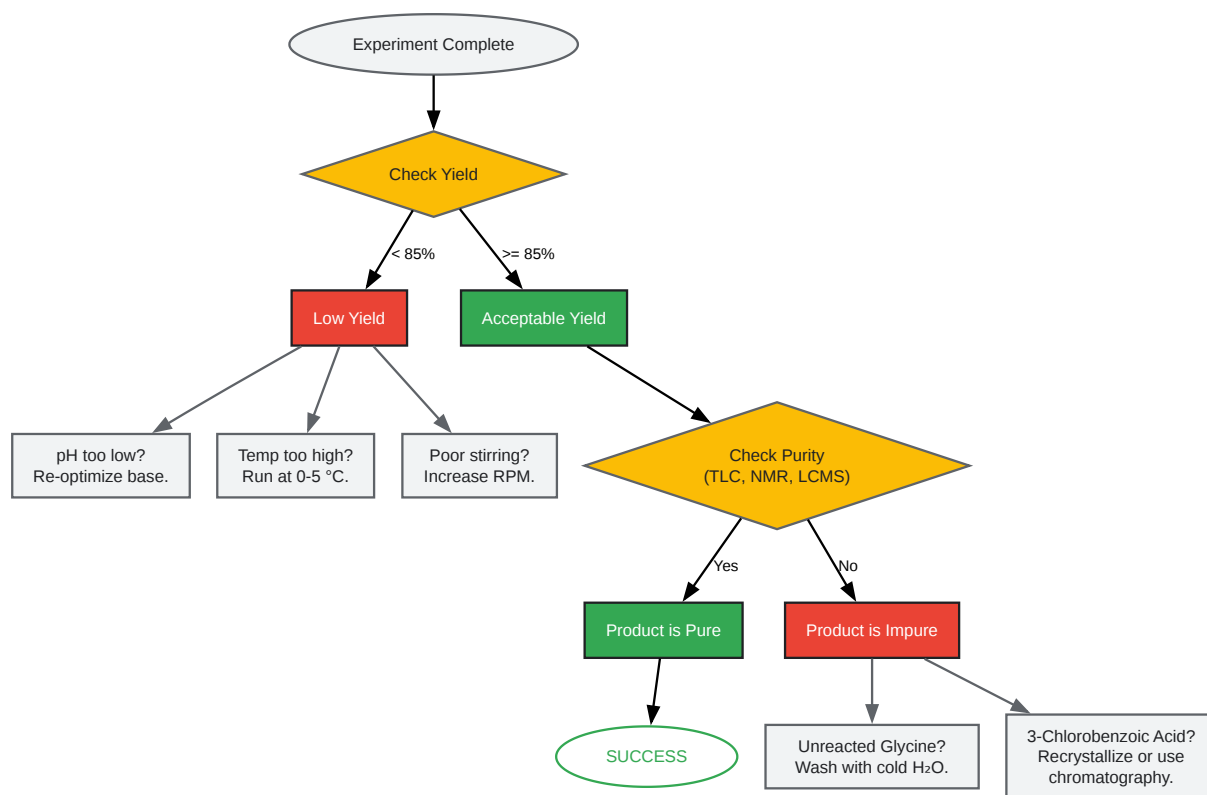 Experiment Complete
Check Yield
< 85%
>= 85%
Low Yield
Acceptable Yield
pH too low?
Re-optimize base.
Temp too high?
Run at 0-5 °C.
Poor stirring?
Increase RPM.
Check Purity
(TLC, NMR, LCMS)
Yes
No
Product is Pure
Product is Impure
SUCCESS
Unreacted Glycine?
Wash with cold H₂O.
3-Chlorobenzoic Acid?
Recrystallize or use
chromatography.